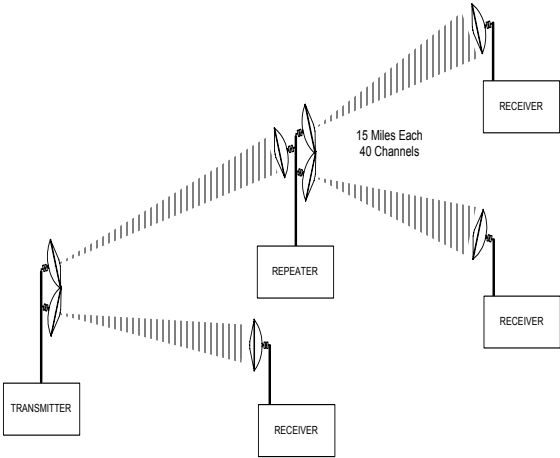 RECEIVER
15 Miles Each
40 Channels
REPEATER
RECEIVER
TRANSMITTER
RECEIVER